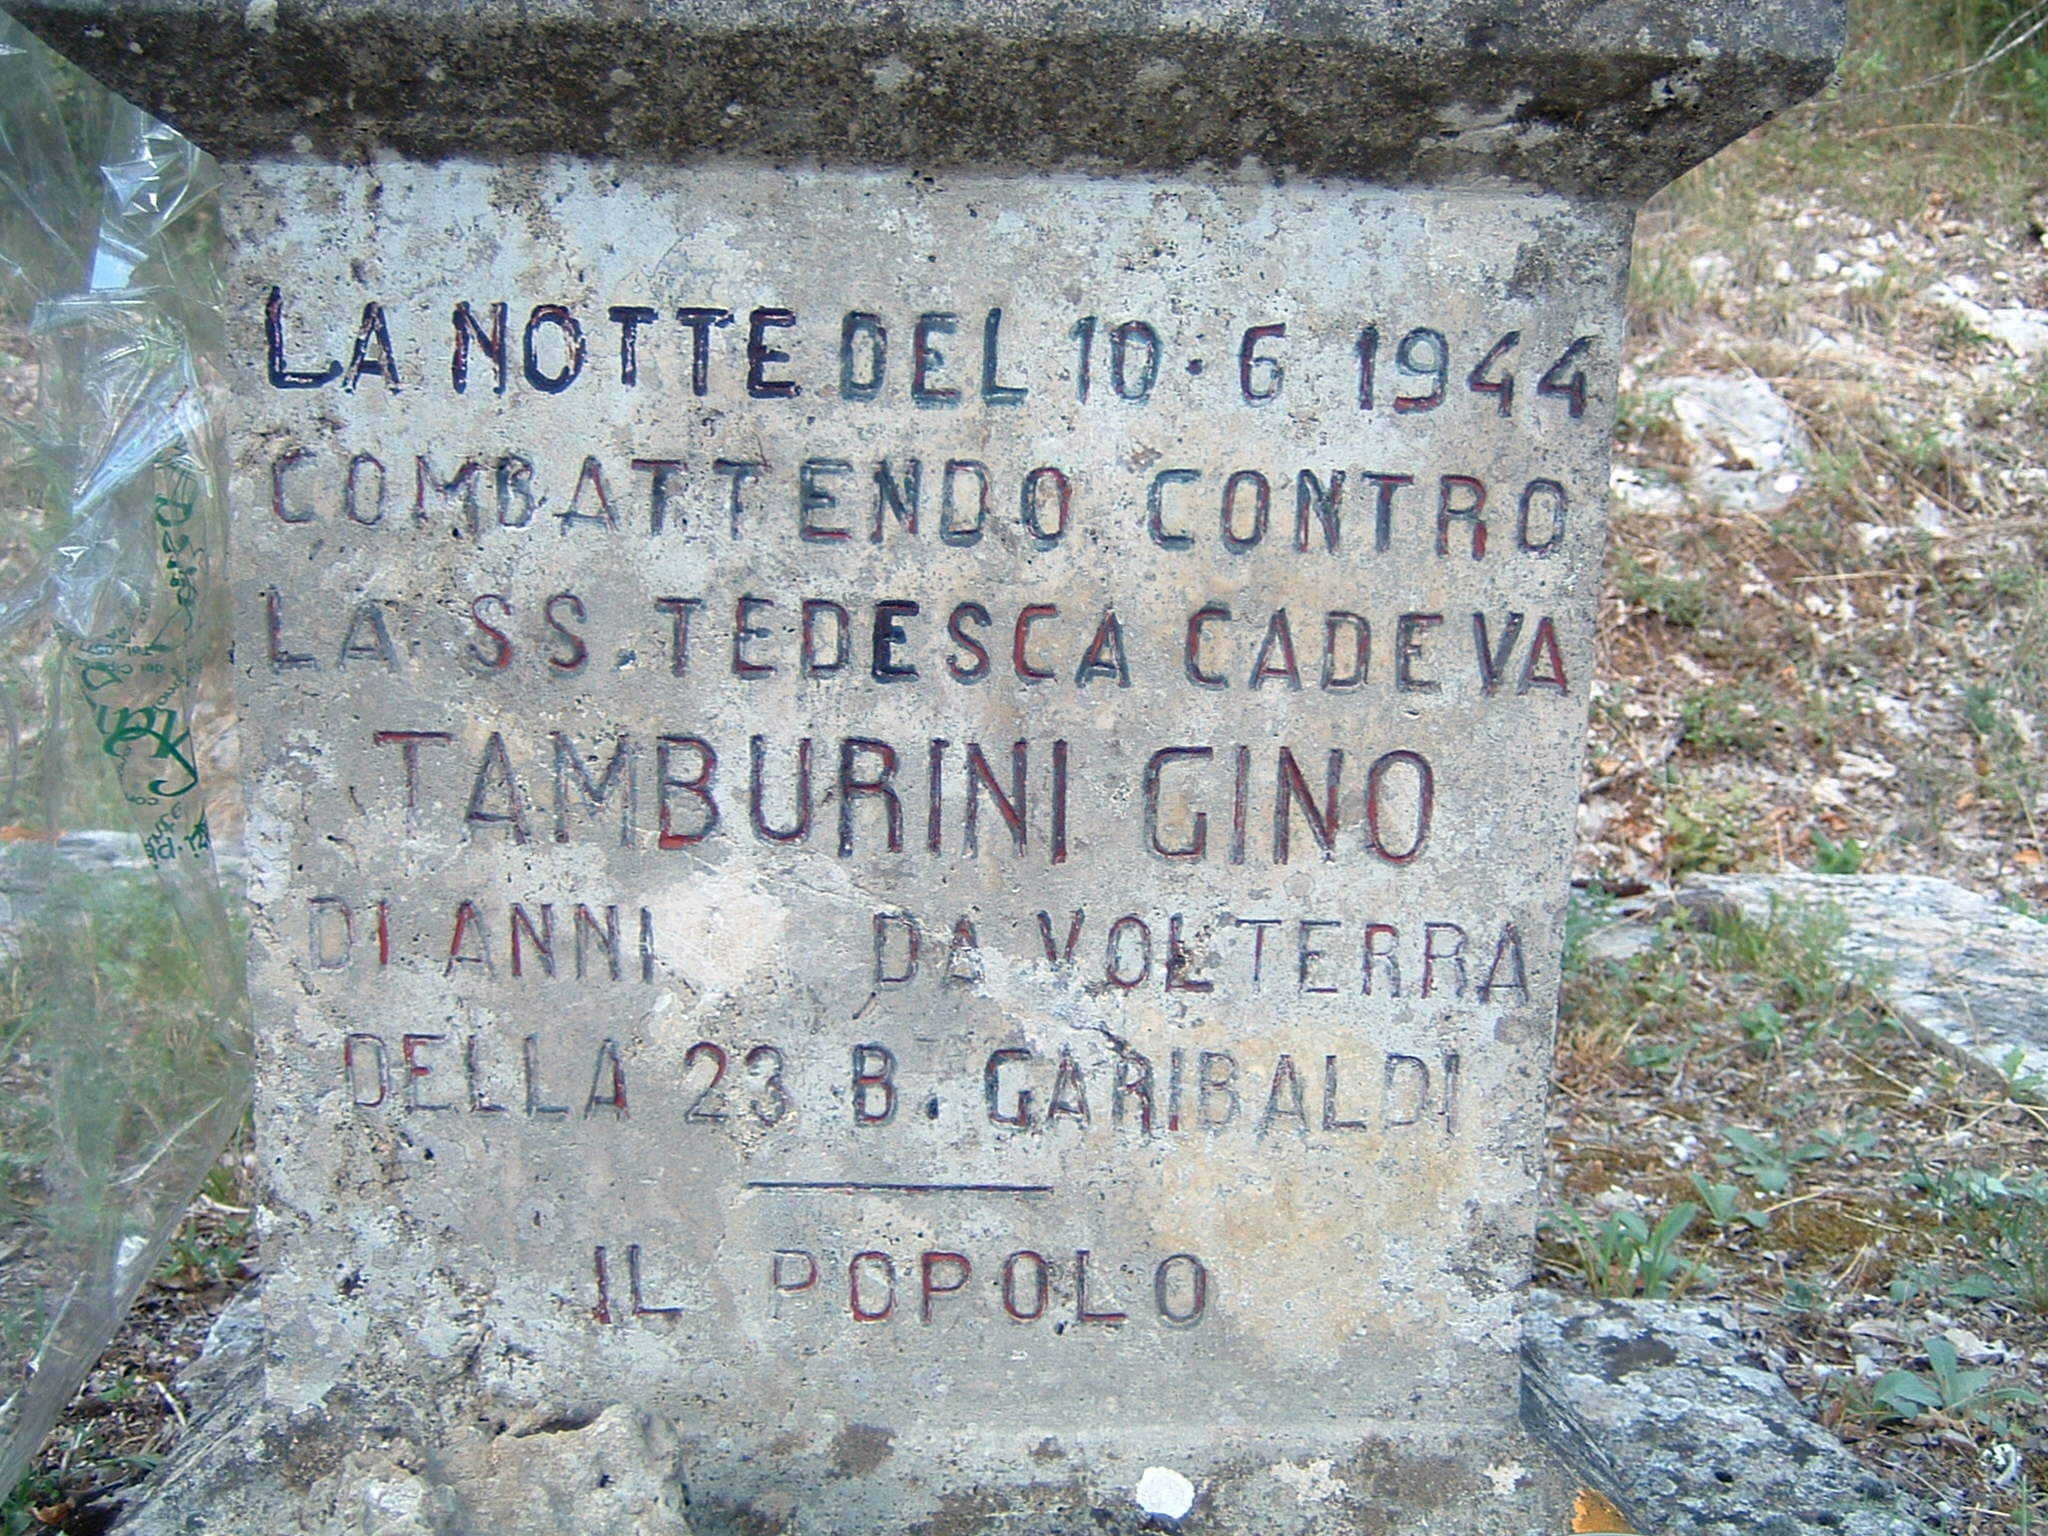 LA NOTTE DEL 10·6 1944
COMBATTENDO CONTRO
LA SS. TEDESCA CADEVA
TAMBURINI GINO
DI ANNI DA VOLTERRA
DELLA 23 B. GARIBALDI
IL POPOLO